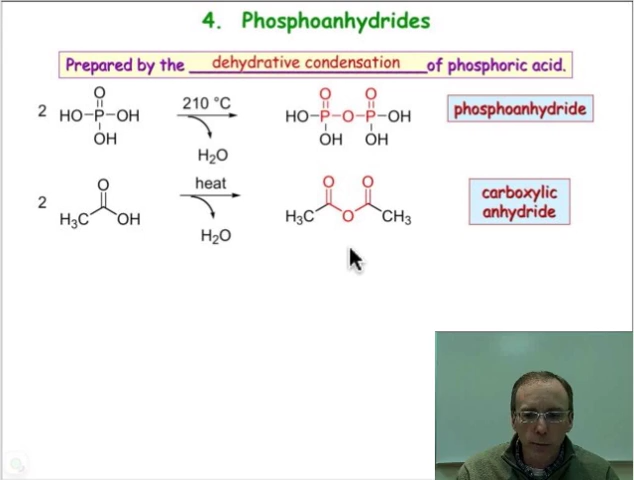 4. Phosphoanhydrides
Prepared by the dehydrative condensation of phosphoric acid.
2 HO-P-OH 210 °C HO-P-O-P-OH phosphoanhydride
O O O
OH H₂O OH OH
2 O heat O O carboxylic
H₃C OH H₃C O CH₃ anhydride
H₂O